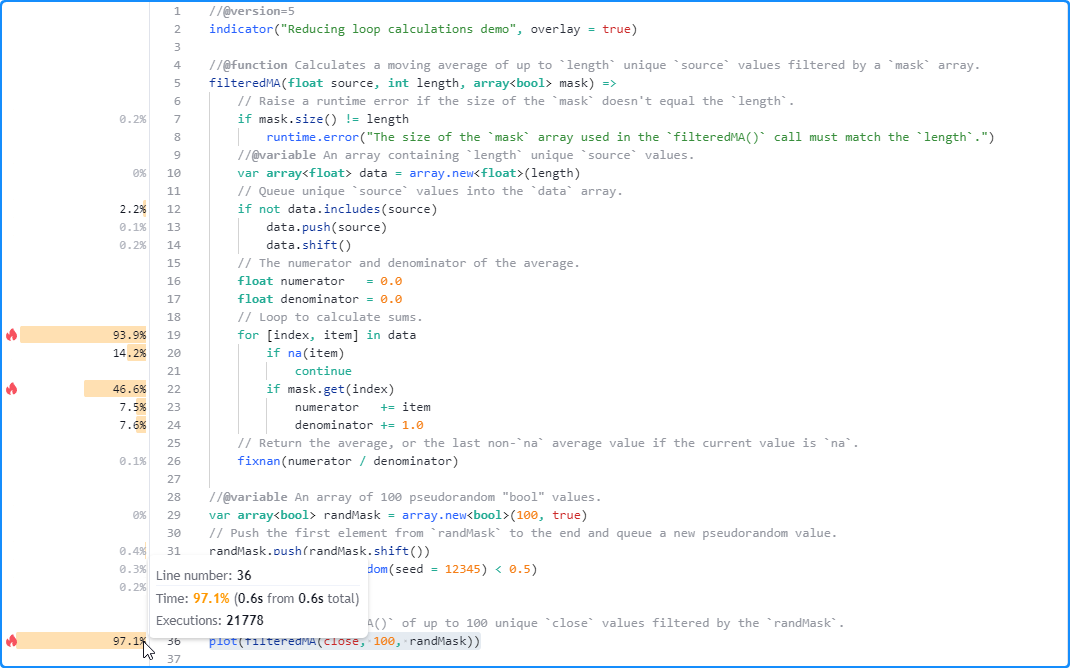 1 //@version=5
2 indicator("Reducing loop calculations demo", overlay = true)
3
4 //@function Calculates a moving average of up to `length` unique `source` values filtered by a `mask` array.
5 filteredMA(float source, int length, array<bool> mask) =>
6 // Raise a runtime error if the size of the `mask` doesn't equal the `length`.
0.2% 7 if mask.size() != length
8 runtime.error("The size of the `mask` array used in the `filteredMA()` call must match the `length`.")
9 //@variable An array containing `length` unique `source` values.
0% 10 var array<float> data = array.new<float>(length)
11 // Queue unique `source` values into the `data` array.
2.2% 12 if not data.includes(source)
0.1% 13 data.push(source)
0.2% 14 data.shift()
15 // The numerator and denominator of the average.
16 float numerator   = 0.0
17 float denominator = 0.0
18 // Loop to calculate sums.
93.9% 19 for [index, item] in data
14.2% 20 if na(item)
21 continue
46.6% 22 if mask.get(index)
7.5% 23 numerator   += item
7.6% 24 denominator += 1.0
25 // Return the average, or the last non-`na` average value if the current value is `na`.
0.1% 26 fixnan(numerator / denominator)
27
28 //@variable An array of 100 pseudorandom "bool" values.
0% 29 var array<bool> randMask = array.new<bool>(100, true)
30 // Push the first element from `randMask` to the end and queue a new pseudorandom value.
0.4% 31 randMask.push(randMask.shift())
0.3% dom(seed = 12345) < 0.5)
0.2%
Line number: 36
Time: 97.1% (0.6s from 0.6s total)
Executions: 21778
A()` of up to 100 unique `close` values filtered by the `randMask`.
97.1% 36 plot(filteredMA(close, 100, randMask))
37